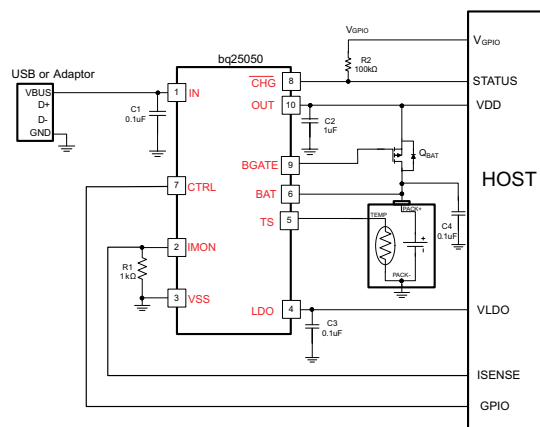 bq25050
USB or Adaptor
VBUS
D+
D-
GND
C1
0.1uF
1
IN
7
CTRL
2
IMON
R1
1kΩ
3
VSS
CHG
8
OUT
10
BGATE
9
BAT
6
TS
5
LDO
4
VGPIO
R2
100kΩ
C2
1uF
QBAT
TEMP
PACK+
+
-
PACK-
C4
0.1uF
C3
0.1uF
HOST
VGPIO
STATUS
VDD
VLDO
ISENSE
GPIO